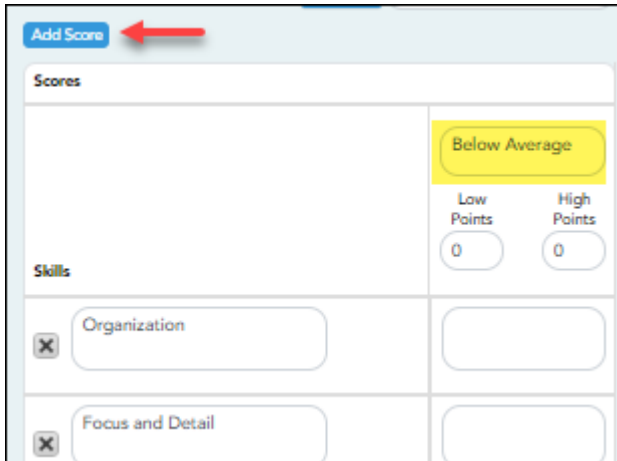 Add Score
Scores
Below Average
Low High
Points Points
0 0
Skills
Organization
Focus and Detail